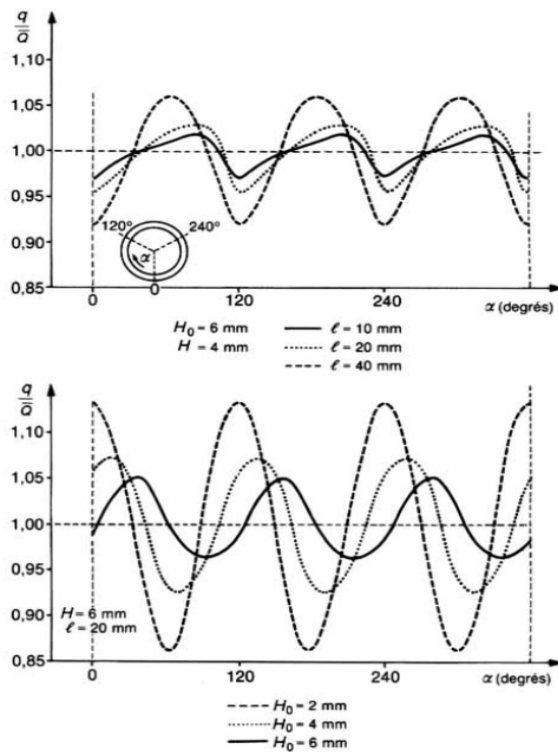 q/Q
1,10
1,05
1,00
0,95
0,90
0,85
120° 240°
α
0
0 120 240 α (degrés)
H₀ = 6 mm ℓ = 10 mm
H = 4 mm ℓ = 20 mm
ℓ = 40 mm
q/Q
1,10
1,05
1,00
0,95
0,90
0,85
H = 6 mm
ℓ = 20 mm
0 120 240 α (degrés)
H₀ = 2 mm
H₀ = 4 mm
H₀ = 6 mm